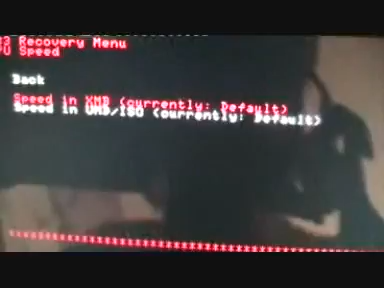 Recovery Menu
Speed
Back
Speed in XMB (currently: Default)
Speed in UMD/ISO (currently: Default)